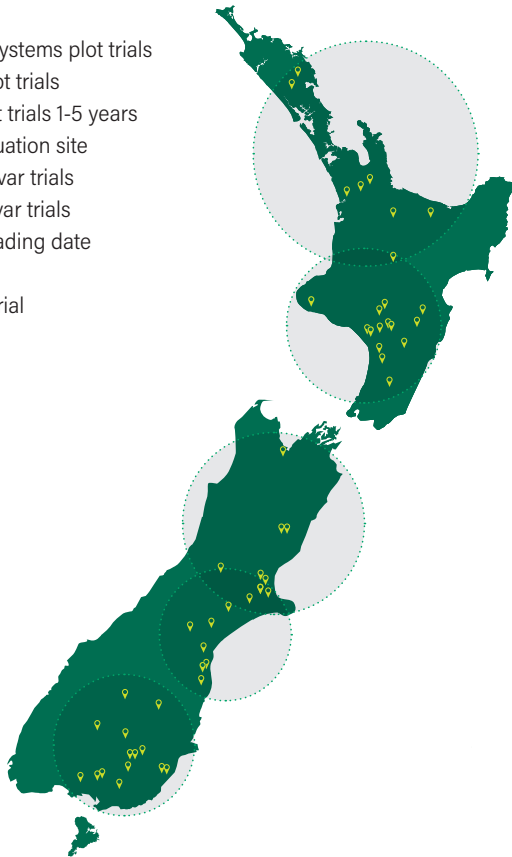 ystems plot trials
ot trials
t trials 1-5 years
uation site
var trials
var trials
ading date
rial